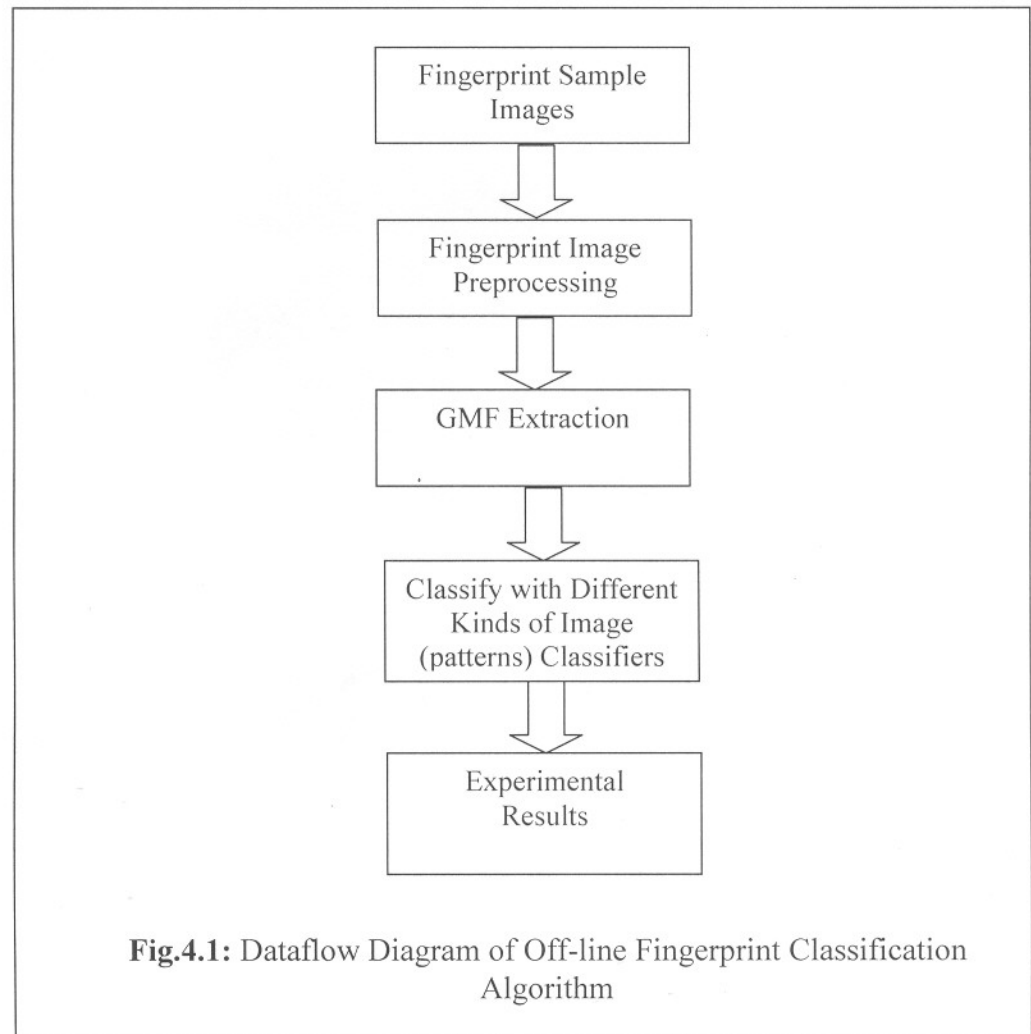 Fingerprint Sample
Images
Fingerprint Image
Preprocessing
GMF Extraction
Classify with Different
Kinds of Image
(patterns) Classifiers
Experimental
Results
Fig.4.1: Dataflow Diagram of Off-line Fingerprint Classification
Algorithm